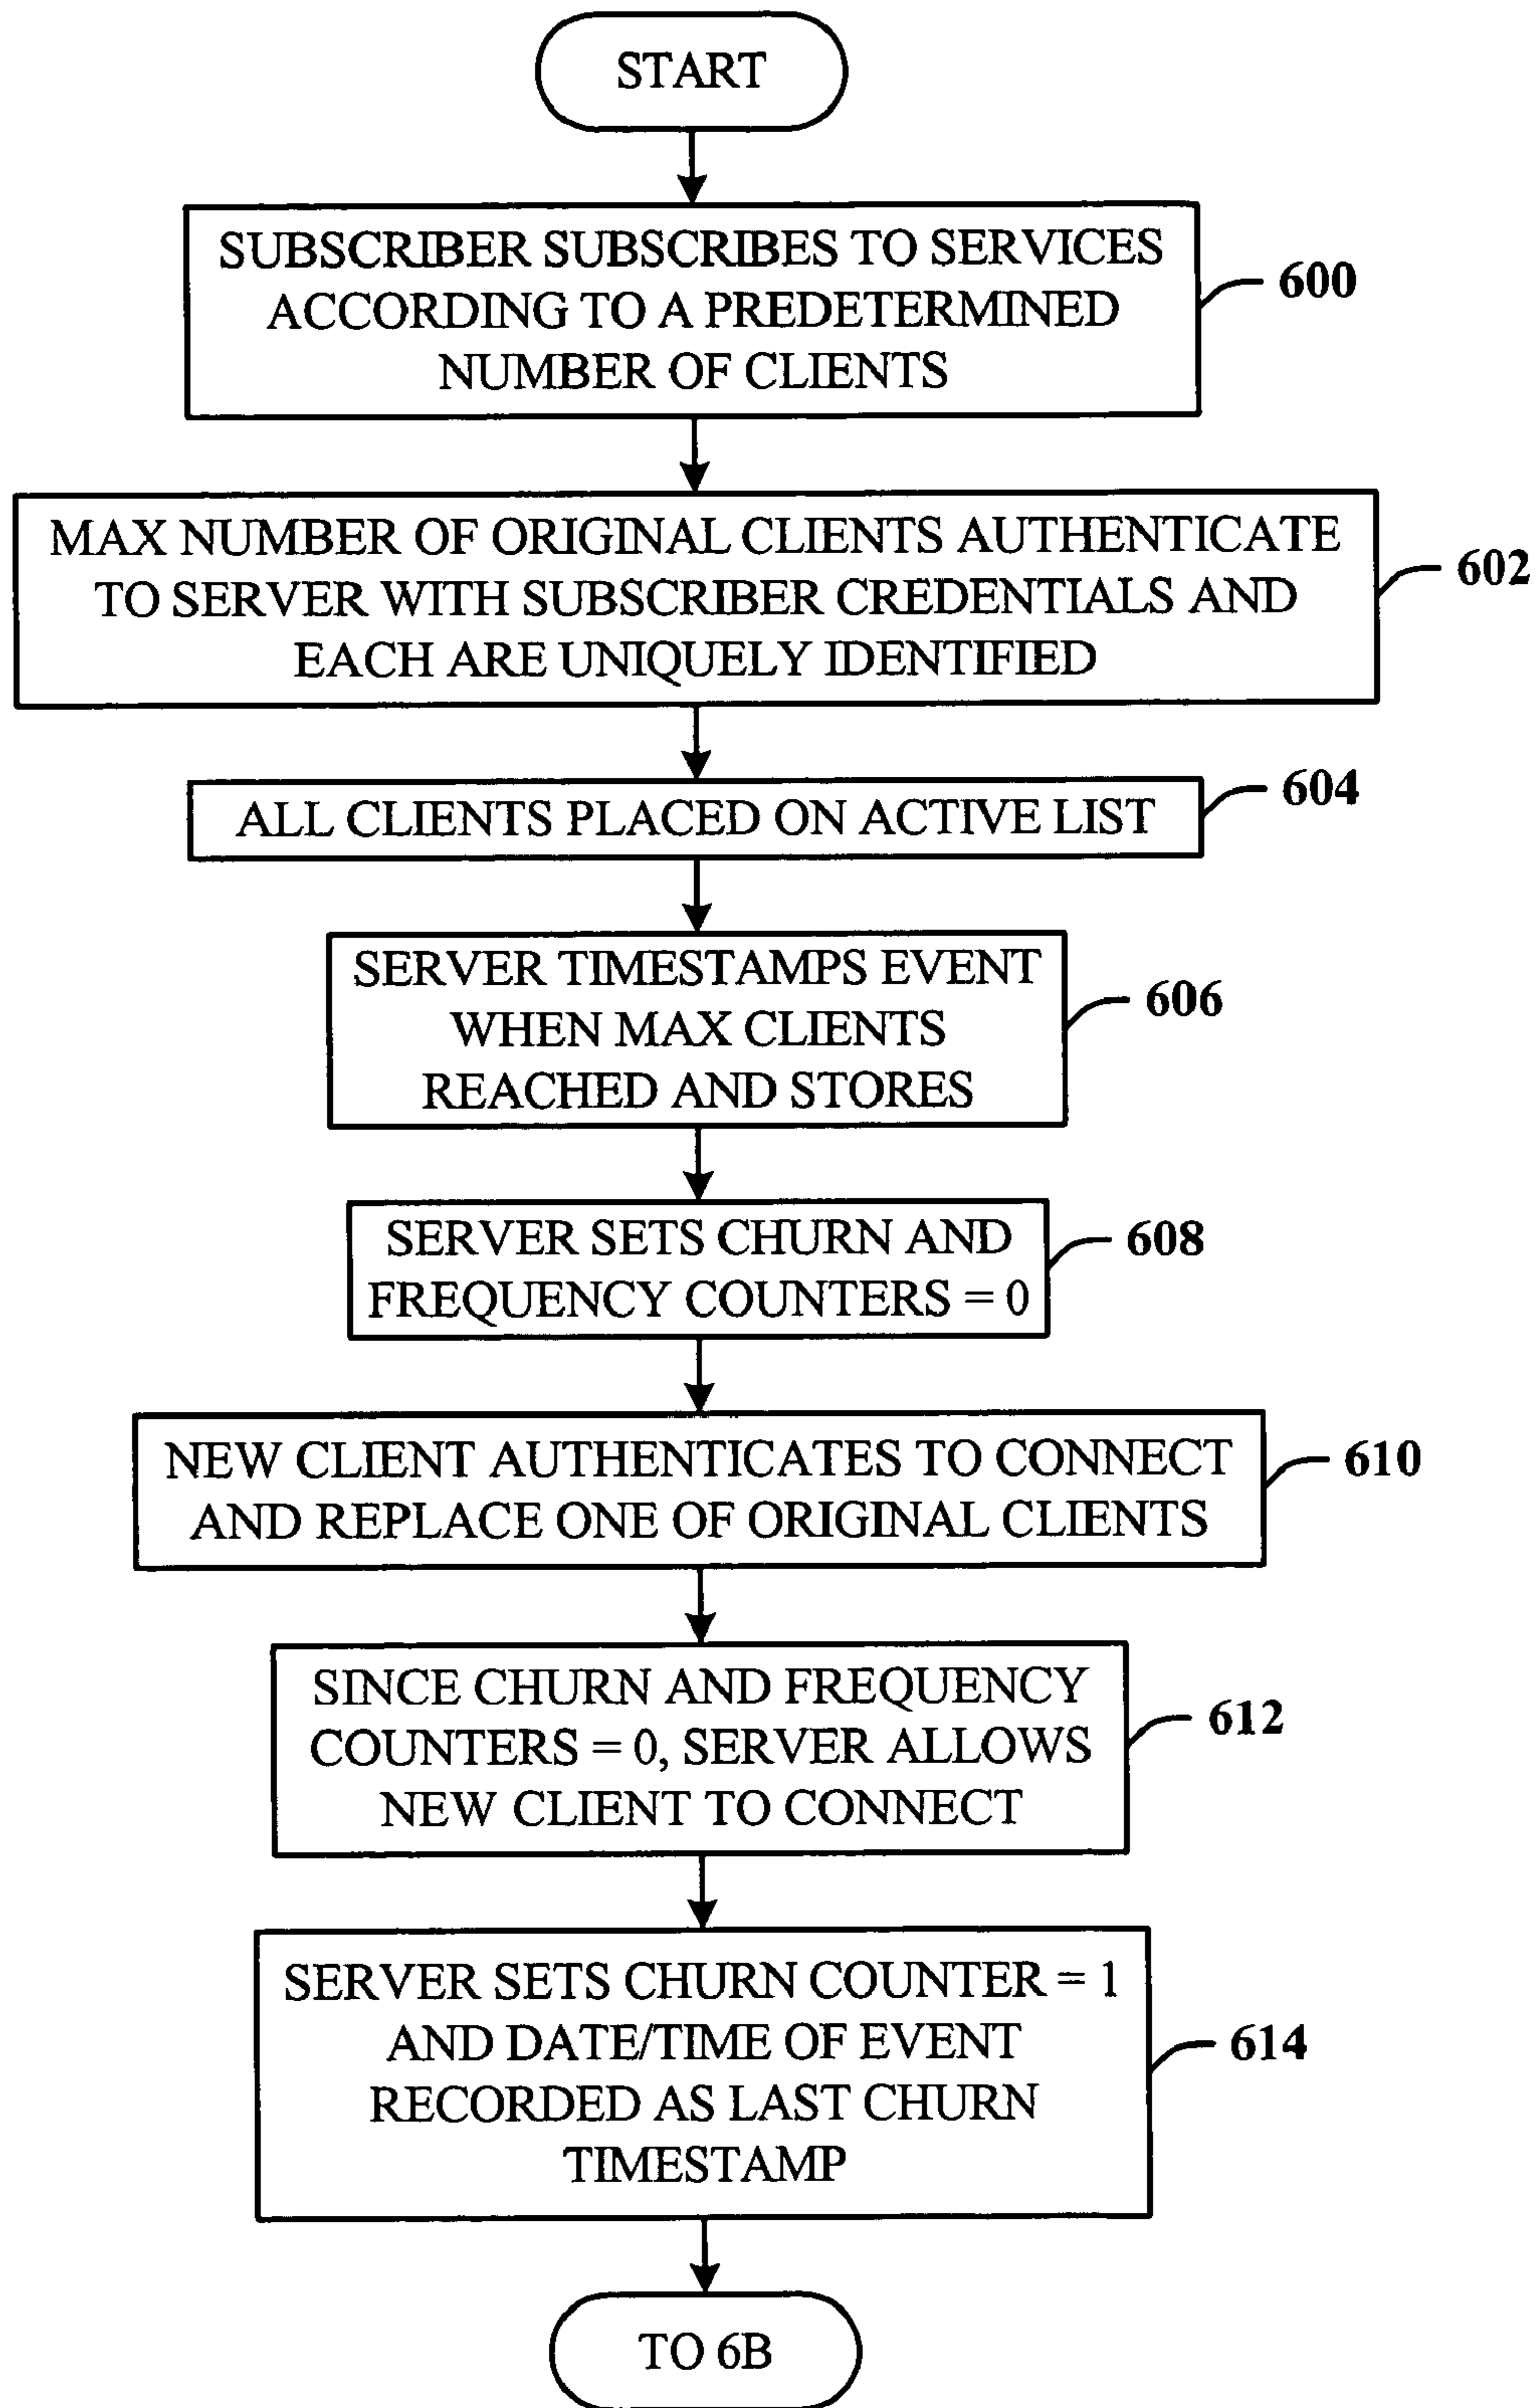 START
SUBSCRIBER SUBSCRIBES TO SERVICES
ACCORDING TO A PREDETERMINED
NUMBER OF CLIENTS
600
MAX NUMBER OF ORIGINAL CLIENTS AUTHENTICATE
TO SERVER WITH SUBSCRIBER CREDENTIALS AND
EACH ARE UNIQUELY IDENTIFIED
602
ALL CLIENTS PLACED ON ACTIVE LIST
604
SERVER TIMESTAMPS EVENT
WHEN MAX CLIENTS
REACHED AND STORES
606
SERVER SETS CHURN AND
FREQUENCY COUNTERS = 0
608
NEW CLIENT AUTHENTICATES TO CONNECT
AND REPLACE ONE OF ORIGINAL CLIENTS
610
SINCE CHURN AND FREQUENCY
COUNTERS = 0, SERVER ALLOWS
NEW CLIENT TO CONNECT
612
SERVER SETS CHURN COUNTER = 1
AND DATE/TIME OF EVENT
RECORDED AS LAST CHURN
TIMESTAMP
614
TO 6B